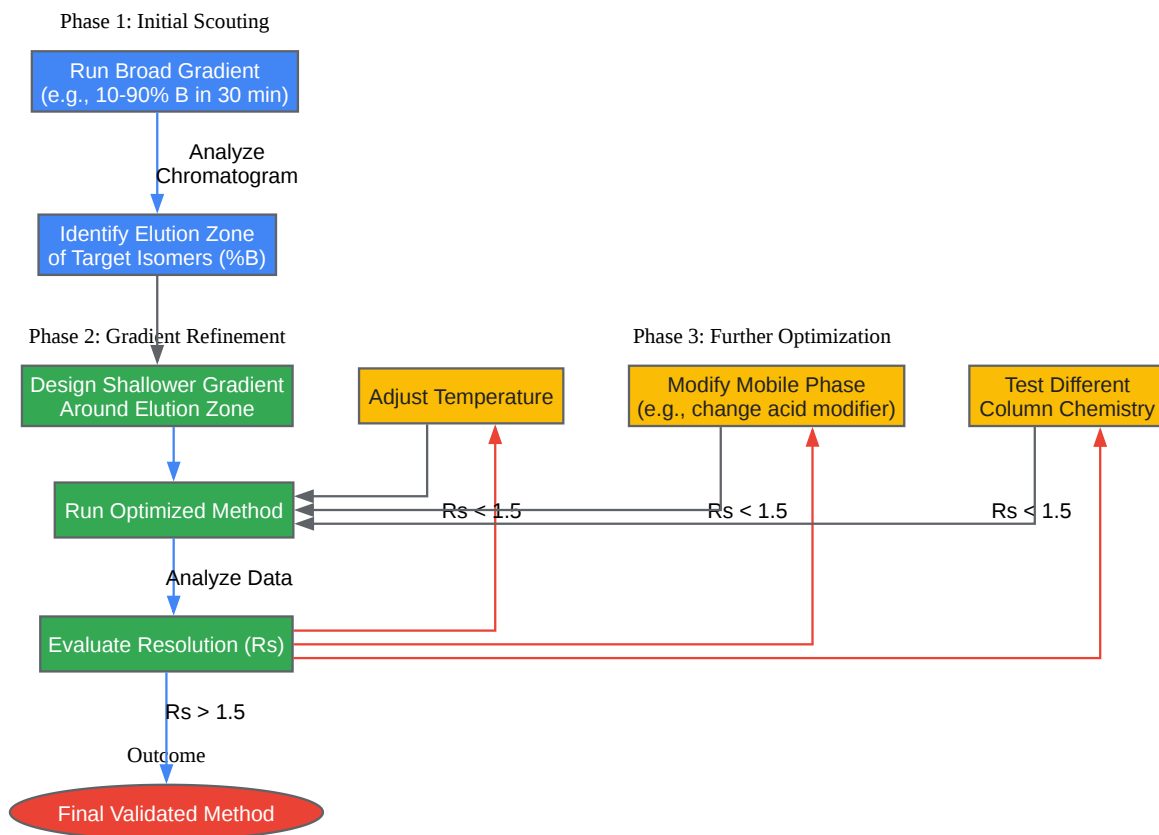 Phase 1: Initial Scouting
Run Broad Gradient
(e.g., 10-90% B in 30 min)
Analyze
Chromatogram
Identify Elution Zone
of Target Isomers (%B)
Phase 2: Gradient Refinement
Phase 3: Further Optimization
Design Shallower Gradient
Around Elution Zone
Adjust Temperature
Modify Mobile Phase
(e.g., change acid modifier)
Test Different
Column Chemistry
Run Optimized Method
Rs < 1.5
Rs < 1.5
Rs < 1.5
Analyze Data
Evaluate Resolution (Rs)
Rs > 1.5
Outcome
Final Validated Method